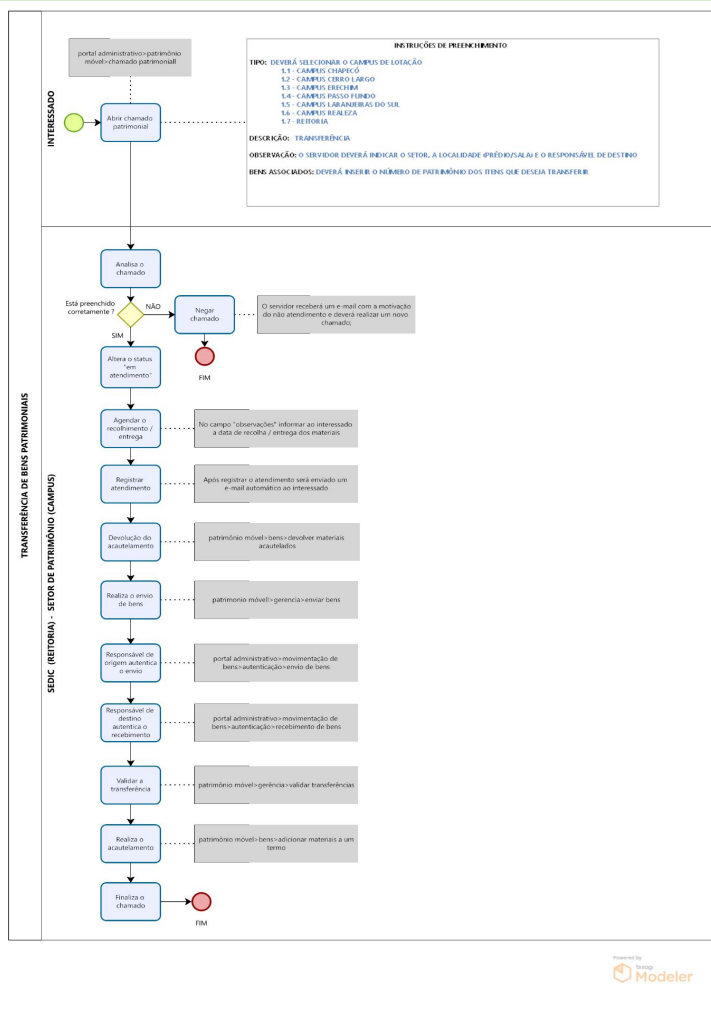 TRANSFERÊNCIA DE BENS PATRIMONIAIS
INTERESSADO
portal administrativo>patrimônio
móvel>chamado patrimoniall
Abrir chamado
patrimonial
INSTRUÇÕES DE PREENCHIMENTO
TIPO: DEVERÁ SELECIONAR O CAMPUS DE LOTAÇÃO
1.1 - CAMPUS CHAPECÓ
1.2 - CAMPUS CERRO LARGO
1.3 - CAMPUS ERECHIM
1.4 - CAMPUS PASSO FUNDO
1.5 - CAMPUS LARANJEIRAS DO SUL
1.6 - CAMPUS REALEZA
1.7 - REITORIA
DESCRIÇÃO: TRANSFERÊNCIA
OBSERVAÇÃO: O SERVIDOR DEVERÁ INDICAR O SETOR, A LOCALIDADE (PRÉDIO/SALA) E O RESPONSÁVEL DE DESTINO
BENS ASSOCIADOS: DEVERÁ INSERIR O NÚMERO DE PATRIMÔNIO DOS ITENS QUE DESEJA TRANSFERIR
SEDIC (REITORIA) - SETOR DE PATRIMÔNIO (CAMPUS)
Analisa o
chamado
Está preenchido
corretamente ?
NÃO
SIM
Negar
chamado
O servidor receberá um e-mail com a motivação
do não atendimento e deverá realizar um novo
chamado;
FIM
Altera o status
"em
atendimento"
Agendar o
recolhimento /
entrega
No campo "observações" informar ao interessado
a data de recolha / entrega dos materiais
Registrar
atendimento
Após registrar o atendimento será enviado um
e-mail automático ao interessado
Devolução do
acautelamento
patrimônio móvel>bens>devolver materiais
acautelados
Realiza o envio
de bens
patrimonio móvell>gerencia>enviar bens
Responsável de
origem autentica
o envio
portal administrativo>movimentação de
bens>autenticação>envio de bens
Responsável de
destino
autentica o
recebimento
portal administrativo>movimentação de
bens>autenticação>recebimento de bens
Validar a
transferência
patrimônio móvel>gerência>validar transferências
Realiza o
acautelamento
patrimônio móvel>bens>adicionar materiais a um
termo
Finaliza o
chamado
FIM
Powered by
bizagi
Modeler